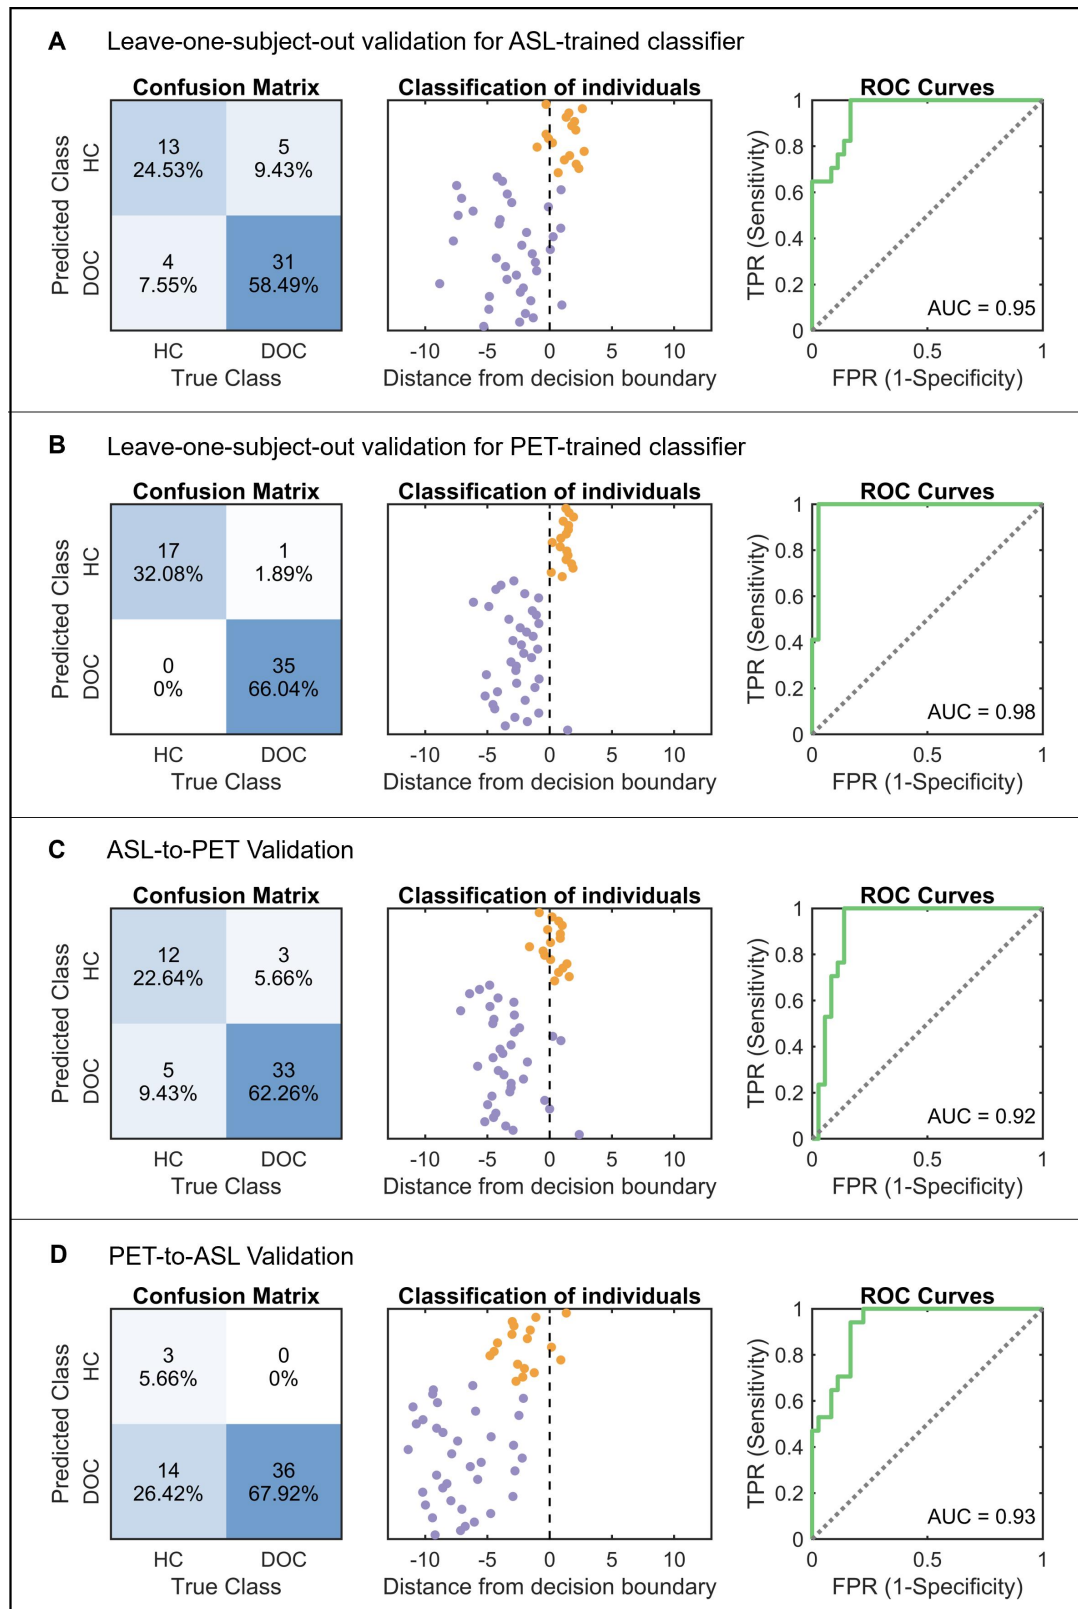 A Leave-one-subject-out validation for ASL-trained classifier
Confusion Matrix
Predicted Class
HC
DOC
13
24.53%
5
9.43%
4
7.55%
31
58.49%
HC DOC
True Class
Classification of individuals
-10 -5 0 5 10
Distance from decision boundary
ROC Curves
TPR (Sensitivity)
1
0.8
0.6
0.4
0.2
0
AUC = 0.95
0 0.5 1
FPR (1-Specificity)
B Leave-one-subject-out validation for PET-trained classifier
Confusion Matrix
Predicted Class
HC
DOC
17
32.08%
1
1.89%
0
0%
35
66.04%
HC DOC
True Class
Classification of individuals
-10 -5 0 5 10
Distance from decision boundary
ROC Curves
TPR (Sensitivity)
1
0.8
0.6
0.4
0.2
0
AUC = 0.98
0 0.5 1
FPR (1-Specificity)
C ASL-to-PET Validation
Confusion Matrix
Predicted Class
HC
DOC
12
22.64%
3
5.66%
5
9.43%
33
62.26%
HC DOC
True Class
Classification of individuals
-10 -5 0 5 10
Distance from decision boundary
ROC Curves
TPR (Sensitivity)
1
0.8
0.6
0.4
0.2
0
AUC = 0.92
0 0.5 1
FPR (1-Specificity)
D PET-to-ASL Validation
Confusion Matrix
Predicted Class
HC
DOC
3
5.66%
0
0%
14
26.42%
36
67.92%
HC DOC
True Class
Classification of individuals
-10 -5 0 5 10
Distance from decision boundary
ROC Curves
TPR (Sensitivity)
1
0.8
0.6
0.4
0.2
0
AUC = 0.93
0 0.5 1
FPR (1-Specificity)